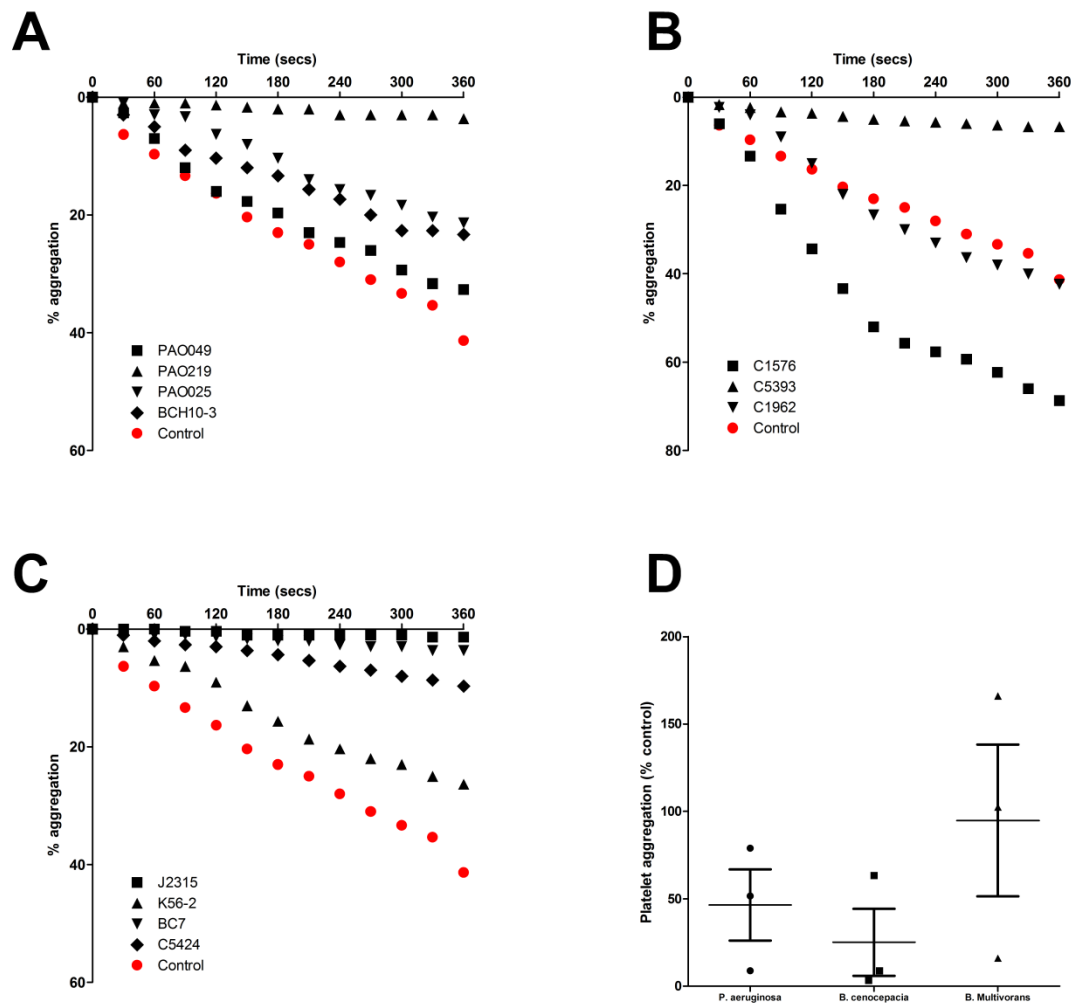 A
Time (secs)
0 60 120 180 240 300 360
0
20
40
60
% aggregation
PAO049
PAO219
PAO025
BCH10-3
Control
B
Time (secs)
0 60 120 180 240 300 360
0
20
40
60
80
% aggregation
C1576
C5393
C1962
Control
C
Time (secs)
0 60 120 180 240 300 360
0
20
40
60
% aggregation
J2315
K56-2
BC7
C5424
Control
D
200
150
100
50
0
Platelet aggregation (% control)
P. aeruginosa B. cenocepacia B. Multivorans